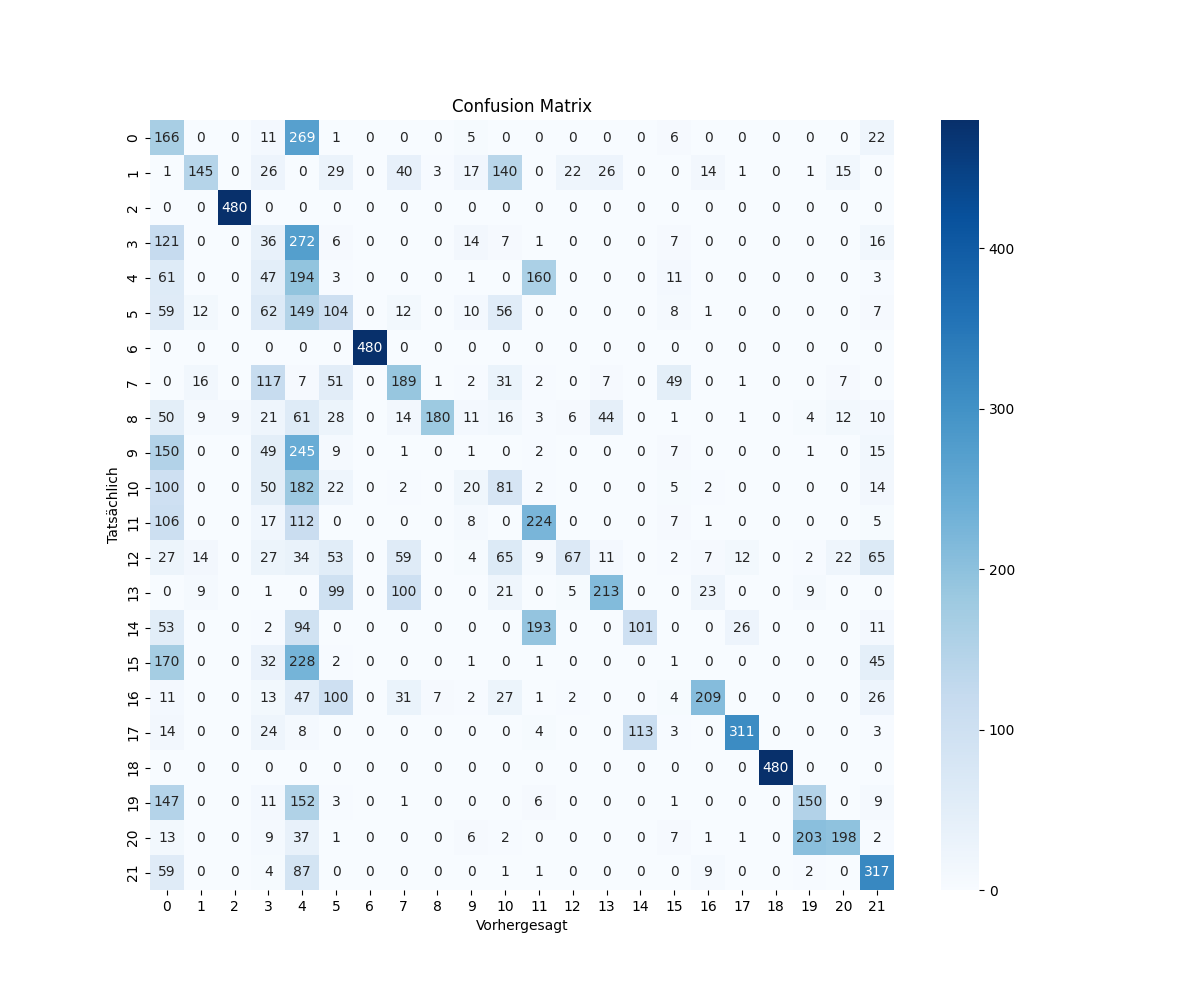 Confusion Matrix
0 166 0 0 11 269 1 0 0 0 5 0 0 0 0 0 6 0 0 0 0 0 22
1 1 145 0 26 0 29 0 40 3 17 140 0 22 26 0 0 14 1 0 1 15 0
2 0 0 480 0 0 0 0 0 0 0 0 0 0 0 0 0 0 0 0 0 0 0
3 121 0 0 36 272 6 0 0 0 14 7 1 0 0 0 7 0 0 0 0 0 16
4 61 0 0 47 194 3 0 0 0 1 0 160 0 0 0 11 0 0 0 0 0 3
5 59 12 0 62 149 104 0 12 0 10 56 0 0 0 0 8 1 0 0 0 0 7
6 0 0 0 0 0 0 480 0 0 0 0 0 0 0 0 0 0 0 0 0 0 0
7 0 16 0 117 7 51 0 189 1 2 31 2 0 7 0 49 0 1 0 0 7 0
8 50 9 9 21 61 28 0 14 180 11 16 3 6 44 0 1 0 1 0 4 12 10
9 150 0 0 49 245 9 0 1 0 1 0 2 0 0 0 7 0 0 0 1 0 15
10 100 0 0 50 182 22 0 2 0 20 81 2 0 0 0 5 2 0 0 0 0 14
11 106 0 0 17 112 0 0 0 0 8 0 224 0 0 0 7 1 0 0 0 0 5
12 27 14 0 27 34 53 0 59 0 4 65 9 67 11 0 2 7 12 0 2 22 65
13 0 9 0 1 0 99 0 100 0 0 21 0 5 213 0 0 23 0 0 9 0 0
14 53 0 0 2 94 0 0 0 0 0 0 193 0 0 101 0 0 26 0 0 0 11
15 170 0 0 32 228 2 0 0 0 1 0 1 0 0 0 1 0 0 0 0 0 45
16 11 0 0 13 47 100 0 31 7 2 27 1 2 0 0 4 209 0 0 0 0 26
17 14 0 0 24 8 0 0 0 0 0 0 4 0 0 113 3 0 311 0 0 0 3
18 0 0 0 0 0 0 0 0 0 0 0 0 0 0 0 0 0 0 480 0 0 0
19 147 0 0 11 152 3 0 1 0 0 0 6 0 0 0 1 0 0 0 150 0 9
20 13 0 0 9 37 1 0 0 0 6 2 0 0 0 0 7 1 1 0 203 198 2
21 59 0 0 4 87 0 0 0 0 0 1 1 0 0 0 0 9 0 0 2 0 317
0 1 2 3 4 5 6 7 8 9 10 11 12 13 14 15 16 17 18 19 20 21
Vorhergesagt
Tatsächlich
400
300
200
100
0